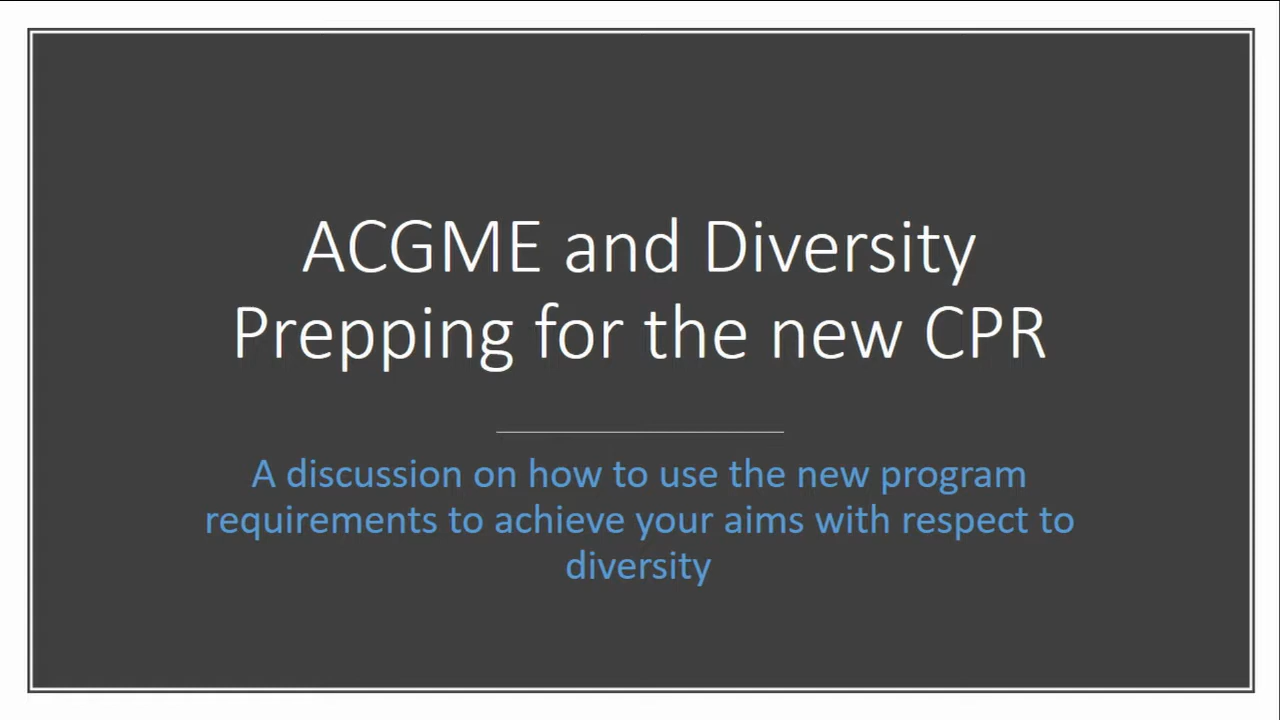 ACGME and Diversity
Prepping for the new CPR
A discussion on how to use the new program
requirements to achieve your aims with respect to
diversity